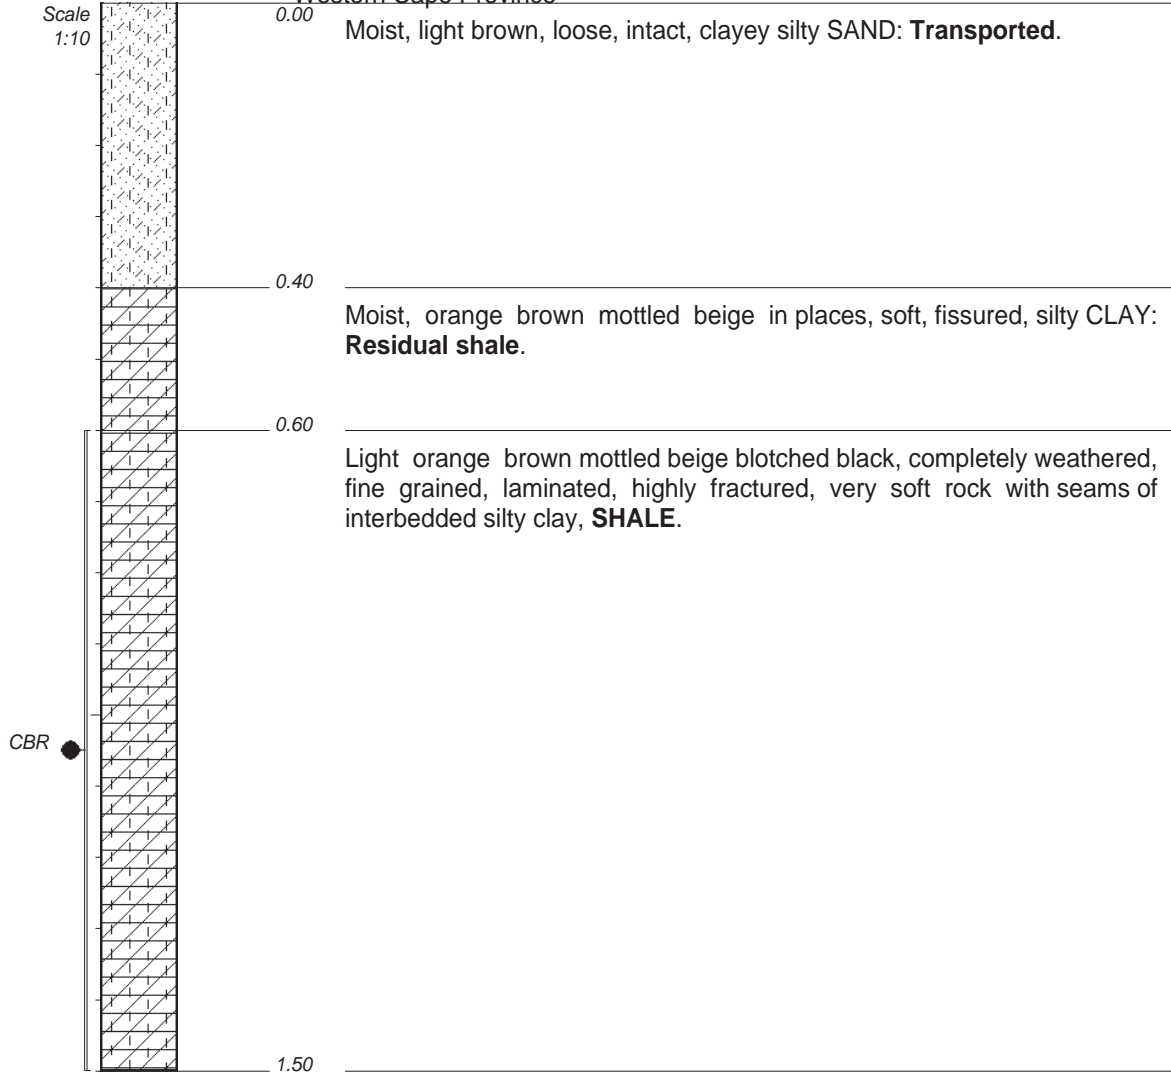 Western Cape Province
Scale
1:10
0.00
Moist, light brown, loose, intact, clayey silty SAND: Transported.
0.40
Moist, orange brown mottled beige in places, soft, fissured, silty CLAY:
Residual shale.
0.60
Light orange brown mottled beige blotched black, completely weathered,
fine grained, laminated, highly fractured, very soft rock with seams of
interbedded silty clay, SHALE.
CBR
1.50